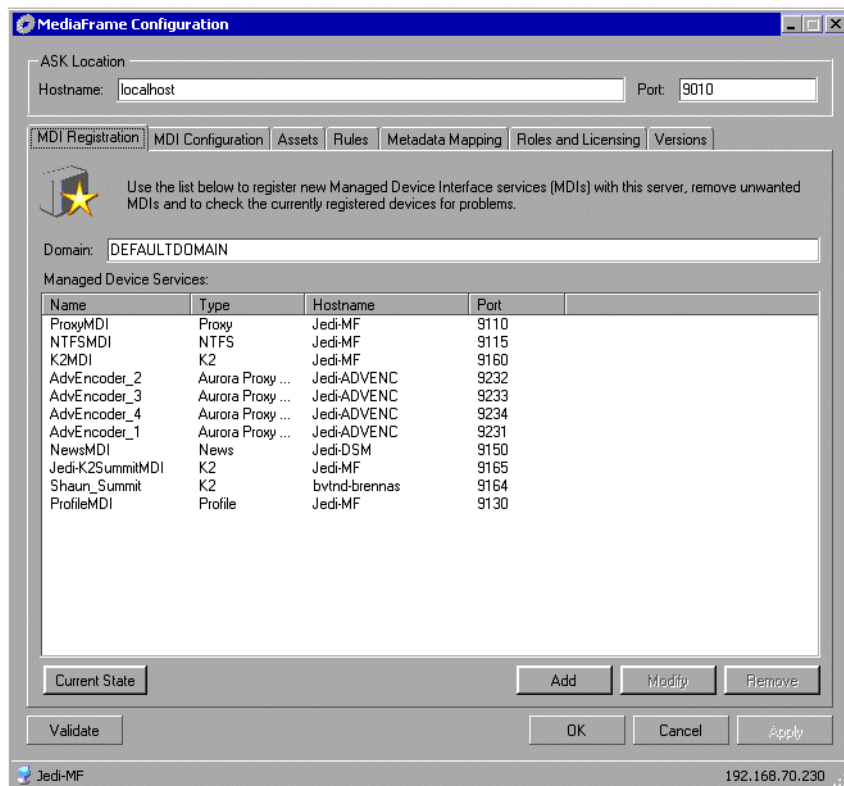 MediaFrame Configuration
ASK Location
Hostname: localhost Port: 9010
MDI Registration MDI Configuration Assets Rules Metadata Mapping Roles and Licensing Versions
Use the list below to register new Managed Device Interface services (MDIs) with this server, remove unwanted
MDIs and to check the currently registered devices for problems.
Domain: DEFAULTDOMAIN
Managed Device Services:
Name Type Hostname Port
ProxyMDI Proxy Jedi-MF 9110
NTFSMDI NTFS Jedi-MF 9115
K2MDI K2 Jedi-MF 9160
AdvEncoder_2 Aurora Proxy ... Jedi-ADVENC 9232
AdvEncoder_3 Aurora Proxy ... Jedi-ADVENC 9233
AdvEncoder_4 Aurora Proxy ... Jedi-ADVENC 9234
AdvEncoder_1 Aurora Proxy ... Jedi-ADVENC 9231
NewsMDI News Jedi-DSM 9150
Jedi-K2SummitMDI K2 Jedi-MF 9165
Shaun_Summit K2 bvtnd-brennas 9164
ProfileMDI Profile Jedi-MF 9130
Current State Add Modify Remove
Validate OK Cancel Apply
Jedi-MF 192.168.70.230